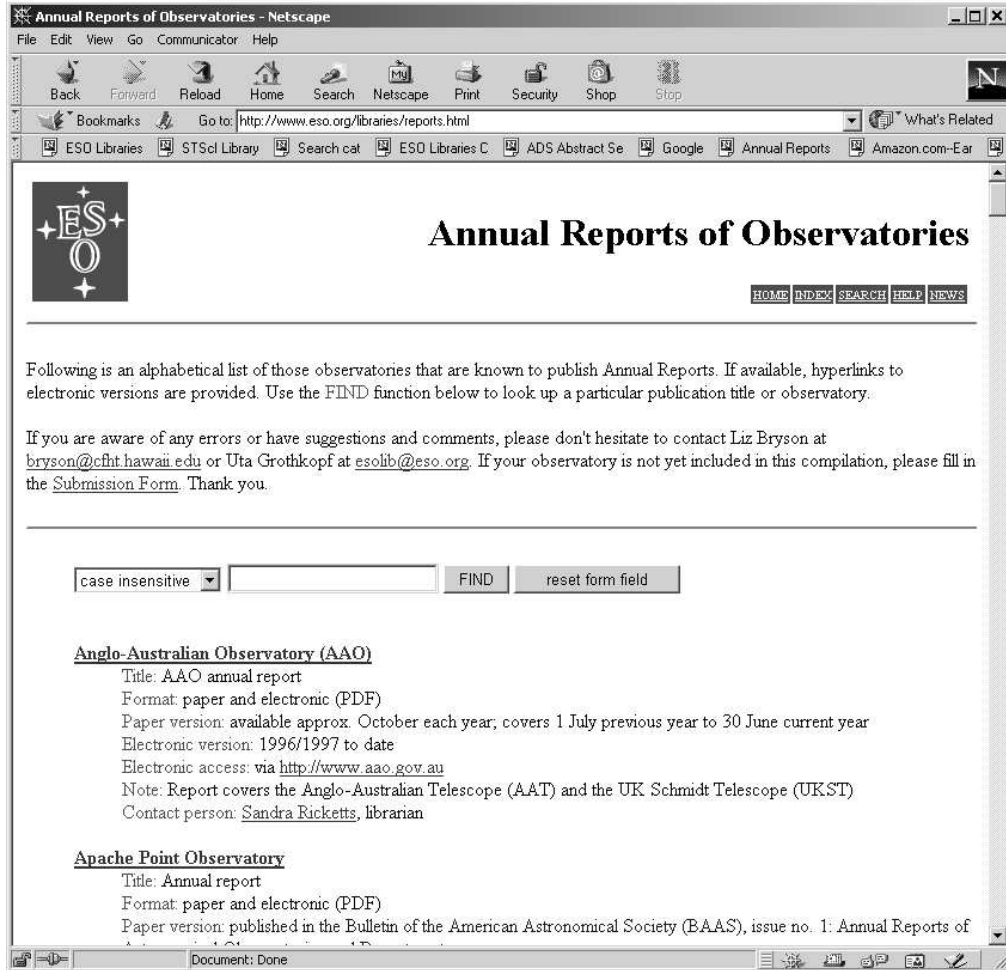 Annual Reports of Observatories - Netscape
File Edit View Go Communicator Help
My
N
Back Forward Reload Home Search Netscape Print Security Shop Stop
Bookmarks Go to: http://www.eso.org/libraries/reports.html What's Related
ESO Libraries STScI Library Search cat ESO Libraries C ADS Abstract Se Google Annual Reports Amazon.com--Ear
ES
O
Annual Reports of Observatories
HOME INDEX SEARCH HELP NEWS
Following is an alphabetical list of those observatories that are known to publish Annual Reports. If available, hyperlinks to
electronic versions are provided. Use the FIND function below to look up a particular publication title or observatory.
If you are aware of any errors or have suggestions and comments, please don't hesitate to contact Liz Bryson at
bryson@cfht.hawaii.edu or Uta Grothkopf at esolib@eso.org. If your observatory is not yet included in this compilation, please fill in
the Submission Form. Thank you.
case insensitive FIND reset form field
Anglo-Australian Observatory (AAO)
Title: AAO annual report
Format: paper and electronic (PDF)
Paper version: available approx. October each year; covers 1 July previous year to 30 June current year
Electronic version: 1996/1997 to date
Electronic access: via http://www.aao.gov.au
Note: Report covers the Anglo-Australian Telescope (AAT) and the UK Schmidt Telescope (UKST)
Contact person: Sandra Ricketts, librarian
Apache Point Observatory
Title: Annual report
Format: paper and electronic (PDF)
Paper version: published in the Bulletin of the American Astronomical Society (BAAS), issue no. 1: Annual Reports of
Document: Done